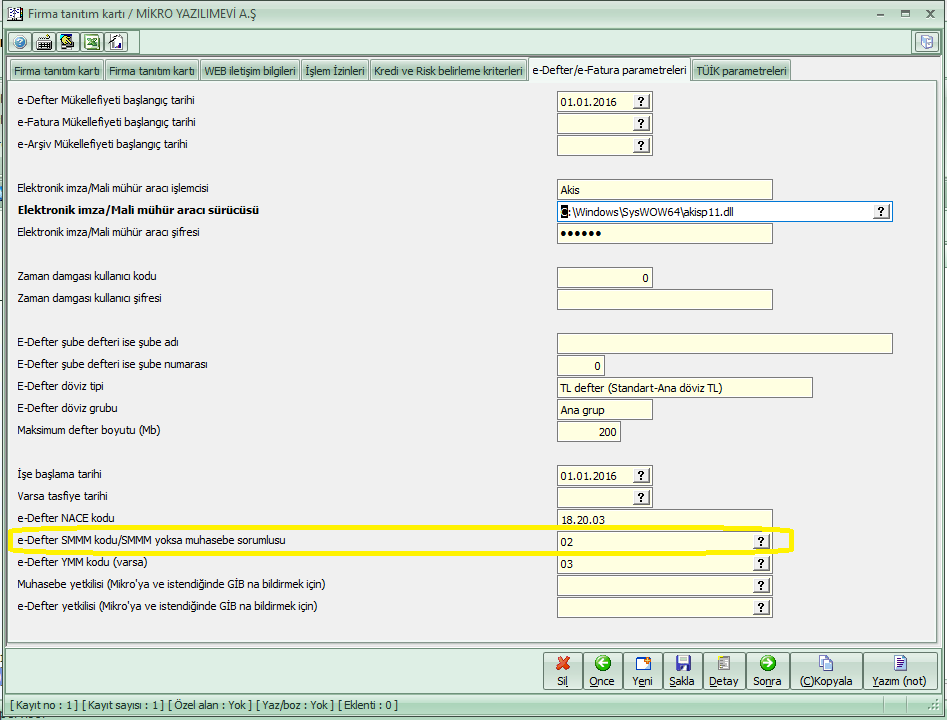 Firma tanıtım kartı / MİKRO YAZILIMEVİ A.Ş
Firma tanıtım kartı Firma tanıtım kartı WEB iletişim bilgileri İşlem İzinleri Kredi ve Risk belirleme kriterleri e-Defter/e-Fatura parametreleri TÜİK parametreleri
e-Defter Mükellefiyeti başlangıç tarihi 01.01.2016 ?
e-Fatura Mükellefiyeti başlangıç tarihi ?
e-Arşiv Mükellefiyeti başlangıç tarihi ?
Elektronik imza/Mali mühür aracı işlemcisi Akis
Elektronik imza/Mali mühür aracı sürücüsü C:\Windows\SysWOW64\akisp11.dll ?
Elektronik imza/Mali mühür aracı şifresi ••••••
Zaman damgası kullanıcı kodu 0
Zaman damgası kullanıcı şifresi
E-Defter şube defteri ise şube adı
E-Defter şube defteri ise şube numarası 0
E-Defter döviz tipi TL defter (Standart-Ana döviz TL)
E-Defter döviz grubu Ana grup
Maksimum defter boyutu (Mb) 200
İşe başlama tarihi 01.01.2016 ?
Varsa tasfiye tarihi ?
e-Defter NACE kodu 18.20.03
e-Defter SMMM kodu/SMMM yoksa muhasebe sorumlusu 02 ?
e-Defter YMM kodu (varsa) 03 ?
Muhasebe yetkilisi (Mikro'ya ve istendiğinde GİB na bildirmek için) ?
e-Defter yetkilisi (Mikro'ya ve istendiğinde GİB na bildirmek için) ?
Sil Once Yeni Sakla Detay Sonra (C)Kopyala Yazım (not)
[ Kayıt no : 1 ] [ Kayıt sayısı : 1 ] [ Özel alan : Yok ] [ Yaz/boz : Yok ] [ Eklenti : 0 ]